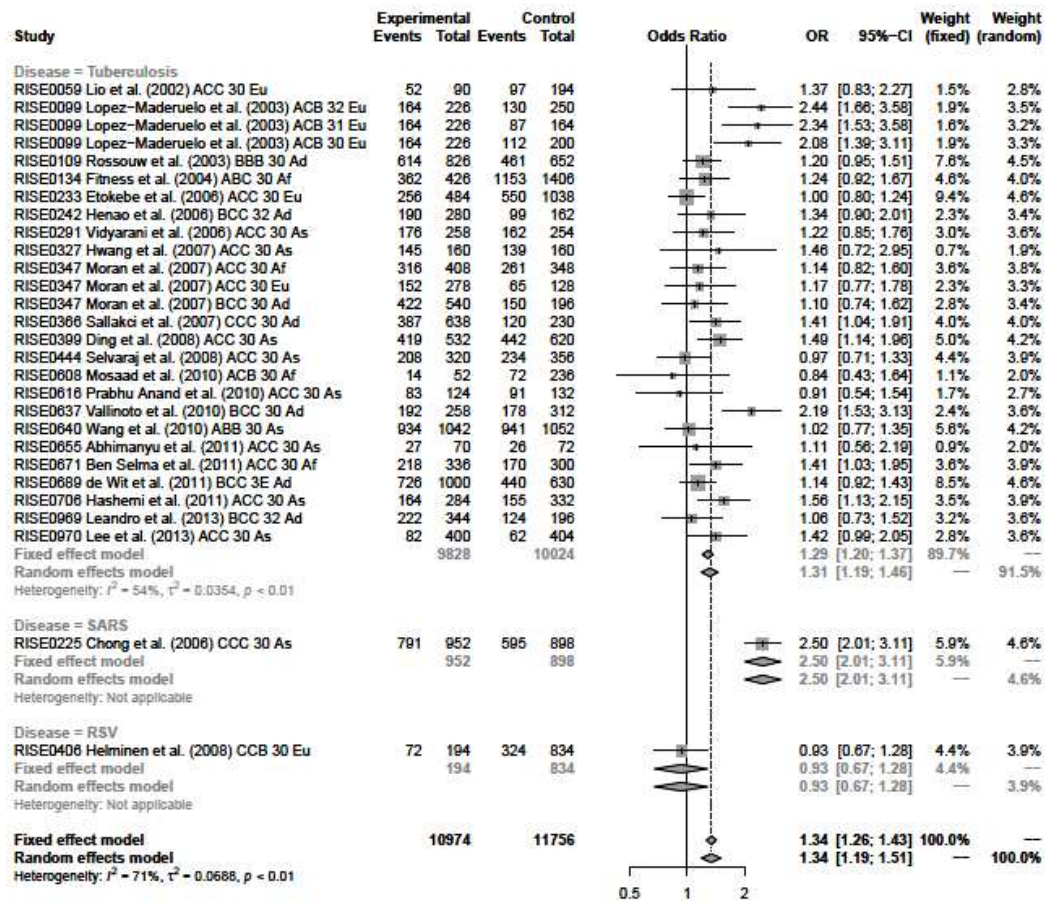 Experimental Control Weight Weight
Study Events Total Events Total Odds Ratio OR 95%−CI (fixed) (random)
Disease = Tuberculosis
RISE0059 Lio et al. (2002) ACC 30 Eu 52 90 97 194 1.37 [0.83; 2.27] 1.5% 2.8%
RISE0099 Lopez−Maderuelo et al. (2003) ACB 32 Eu 164 226 130 250 2.44 [1.66; 3.58] 1.9% 3.5%
RISE0099 Lopez−Maderuelo et al. (2003) ACB 31 Eu 164 226 87 164 2.34 [1.53; 3.58] 1.6% 3.2%
RISE0099 Lopez−Maderuelo et al. (2003) ACB 30 Eu 164 226 112 200 2.08 [1.39; 3.11] 1.9% 3.3%
RISE0109 Rossouw et al. (2003) BBB 30 Ad 614 826 461 652 1.20 [0.95; 1.51] 7.6% 4.5%
RISE0134 Fitness et al. (2004) ABC 30 Af 362 426 1153 1406 1.24 [0.92; 1.67] 4.6% 4.0%
RISE0233 Etokebe et al. (2006) ACC 30 Eu 256 484 550 1038 1.00 [0.80; 1.24] 9.4% 4.6%
RISE0242 Henao et al. (2006) BCC 32 Ad 190 280 99 162 1.34 [0.90; 2.01] 2.3% 3.4%
RISE0291 Vidyarani et al. (2006) ACC 30 As 176 258 162 254 1.22 [0.85; 1.76] 3.0% 3.6%
RISE0327 Hwang et al. (2007) ACC 30 As 145 160 139 160 1.46 [0.72; 2.95] 0.7% 1.9%
RISE0347 Moran et al. (2007) ACC 30 Af 316 408 261 348 1.14 [0.82; 1.60] 3.6% 3.8%
RISE0347 Moran et al. (2007) ACC 30 Eu 152 278 65 128 1.17 [0.77; 1.78] 2.3% 3.3%
RISE0347 Moran et al. (2007) BCC 30 Ad 422 540 150 196 1.10 [0.74; 1.62] 2.8% 3.4%
RISE0366 Sallakci et al. (2007) CCC 30 Ad 387 638 120 230 1.41 [1.04; 1.91] 4.0% 4.0%
RISE0399 Ding et al. (2008) ACC 30 As 419 532 442 620 1.49 [1.14; 1.96] 5.0% 4.2%
RISE0444 Selvaraj et al. (2008) ACC 30 As 208 320 234 356 0.97 [0.71; 1.33] 4.4% 3.9%
RISE0608 Mosaad et al. (2010) ACB 30 Af 14 52 72 236 0.84 [0.43; 1.64] 1.1% 2.0%
RISE0616 Prabhu Anand et al. (2010) ACC 30 As 83 124 91 132 0.91 [0.54; 1.54] 1.7% 2.7%
RISE0637 Vallinoto et al. (2010) BCC 30 Ad 192 258 178 312 2.19 [1.53; 3.13] 2.4% 3.6%
RISE0640 Wang et al. (2010) ABB 30 As 934 1042 941 1052 1.02 [0.77; 1.35] 5.6% 4.2%
RISE0655 Abhimanyu et al. (2011) ACC 30 As 27 70 26 72 1.11 [0.56; 2.19] 0.9% 2.0%
RISE0671 Ben Selma et al. (2011) ACC 30 Af 218 336 170 300 1.41 [1.03; 1.95] 3.6% 3.9%
RISE0689 de Wit et al. (2011) BCC 3E Ad 726 1000 440 630 1.14 [0.92; 1.43] 8.5% 4.6%
RISE0706 Hashemi et al. (2011) ACC 30 As 164 284 155 332 1.56 [1.13; 2.15] 3.5% 3.9%
RISE0969 Leandro et al. (2013) BCC 32 Ad 222 344 124 196 1.06 [0.73; 1.52] 3.2% 3.6%
RISE0970 Lee et al. (2013) ACC 30 As 82 400 62 404 1.42 [0.99; 2.05] 2.8% 3.6%
Fixed effect model 9828 10024 1.29 [1.20; 1.37] 89.7% −−
Random effects model 1.31 [1.19; 1.46] −− 91.5%
Heterogeneity: I² = 54%, τ² = 0.0354, p < 0.01
Disease = SARS
RISE0225 Chong et al. (2006) CCC 30 As 791 952 595 898 2.50 [2.01; 3.11] 5.9% 4.6%
Fixed effect model 952 898 2.50 [2.01; 3.11] 5.9% −−
Random effects model 2.50 [2.01; 3.11] −− 4.6%
Heterogeneity: Not applicable
Disease = RSV
RISE0406 Helminen et al. (2008) CCB 30 Eu 72 194 324 834 0.93 [0.67; 1.28] 4.4% 3.9%
Fixed effect model 194 834 0.93 [0.67; 1.28] 4.4% −−
Random effects model 0.93 [0.67; 1.28] −− 3.9%
Heterogeneity: Not applicable
Fixed effect model 10974 11756 1.34 [1.26; 1.43] 100.0% −−
Random effects model 1.34 [1.19; 1.51] −− 100.0%
Heterogeneity: I² = 71%, τ² = 0.0688, p < 0.01
0.5 1 2